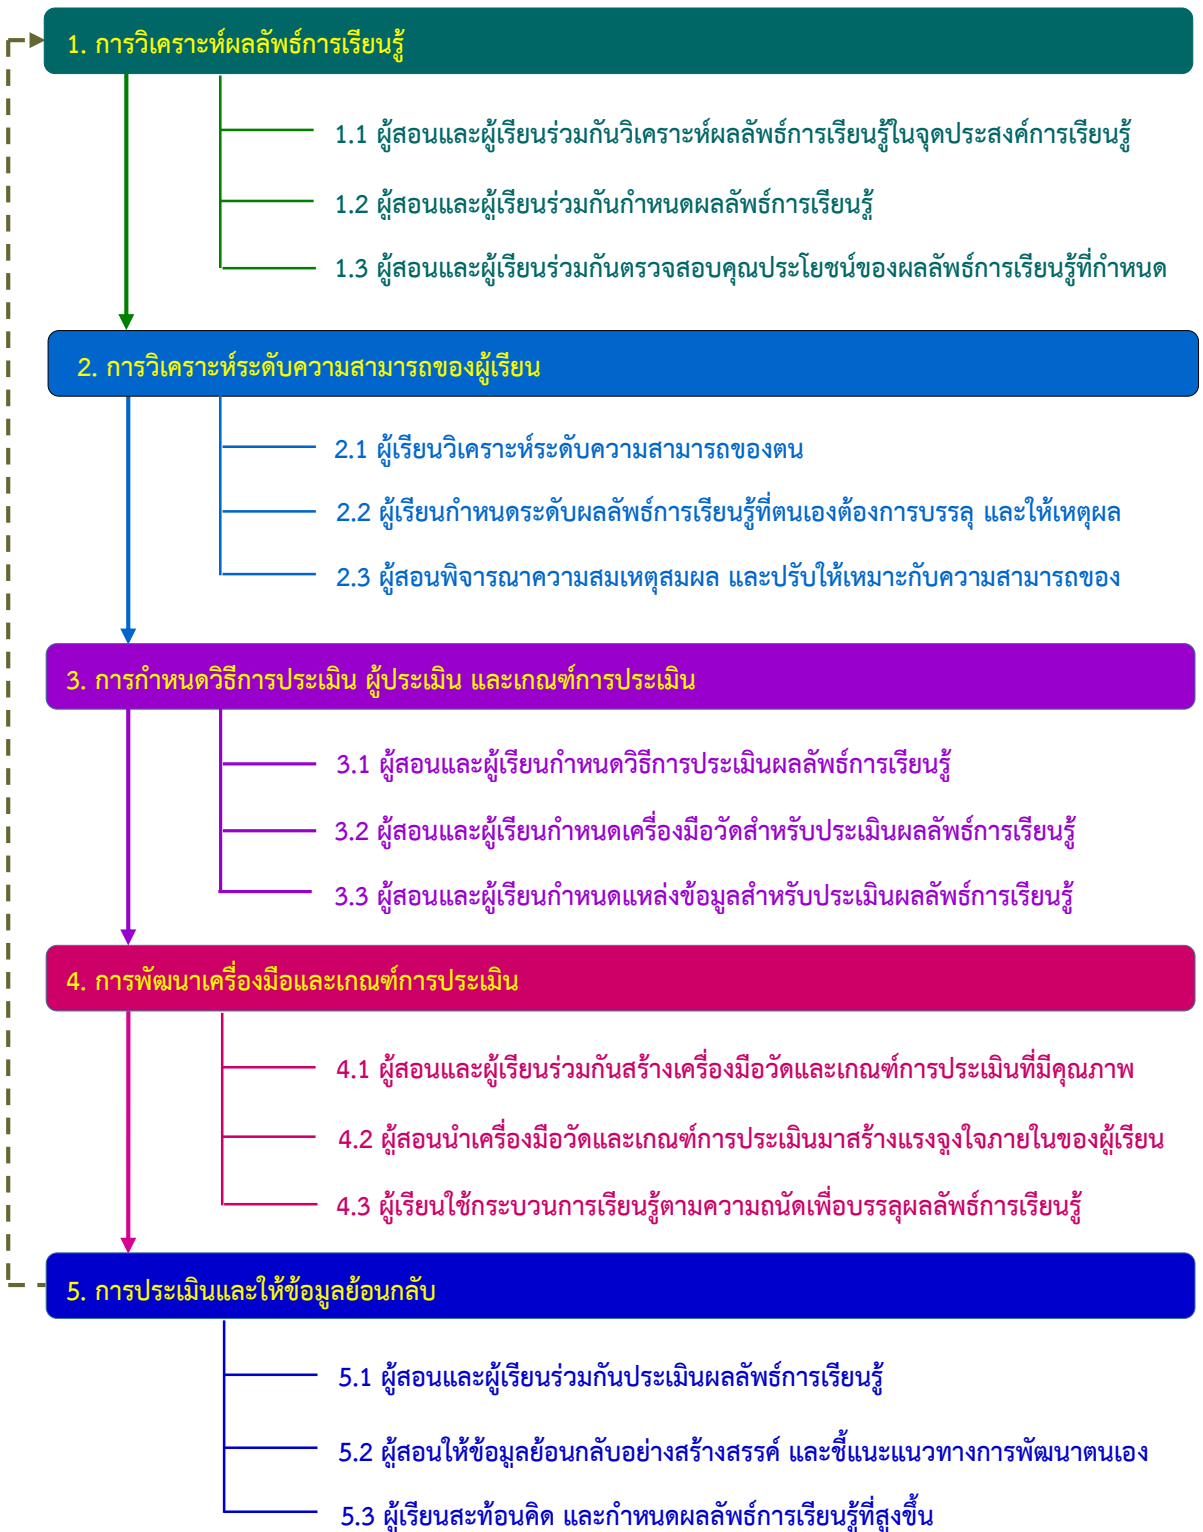 1. การวิเคราะห์ผลลัพธ์การเรียนรู้
1.1 ผู้สอนและผู้เรียนร่วมกันวิเคราะห์ผลลัพธ์การเรียนรู้ในจุดประสงค์การเรียนรู้
1.2 ผู้สอนและผู้เรียนร่วมกันกำหนดผลลัพธ์การเรียนรู้
1.3 ผู้สอนและผู้เรียนร่วมกันตรวจสอบคุณประโยชน์ของผลลัพธ์การเรียนรู้ที่กำหนด
2. การวิเคราะห์ระดับความสามารถของผู้เรียน
2.1 ผู้เรียนวิเคราะห์ระดับความสามารถของตน
2.2 ผู้เรียนกำหนดระดับผลลัพธ์การเรียนรู้ที่ตนเองต้องการบรรลุ และให้เหตุผล
2.3 ผู้สอนพิจารณาความสมเหตุสมผล และปรับให้เหมาะกับความสามารถของ
3. การกำหนดวิธีการประเมิน ผู้ประเมิน และเกณฑ์การประเมิน
3.1 ผู้สอนและผู้เรียนกำหนดวิธีการประเมินผลลัพธ์การเรียนรู้
3.2 ผู้สอนและผู้เรียนกำหนดเครื่องมือวัดสำหรับประเมินผลลัพธ์การเรียนรู้
3.3 ผู้สอนและผู้เรียนกำหนดแหล่งข้อมูลสำหรับประเมินผลลัพธ์การเรียนรู้
4. การพัฒนาเครื่องมือและเกณฑ์การประเมิน
4.1 ผู้สอนและผู้เรียนร่วมกันสร้างเครื่องมือวัดและเกณฑ์การประเมินที่มีคุณภาพ
4.2 ผู้สอนนำเครื่องมือวัดและเกณฑ์การประเมินมาสร้างแรงจูงใจภายในของผู้เรียน
4.3 ผู้เรียนใช้กระบวนการเรียนรู้ตามความถนัดเพื่อบรรลุผลลัพธ์การเรียนรู้
5. การประเมินและให้ข้อมูลย้อนกลับ
5.1 ผู้สอนและผู้เรียนร่วมกันประเมินผลลัพธ์การเรียนรู้
5.2 ผู้สอนให้ข้อมูลย้อนกลับอย่างสร้างสรรค์ และชี้แนะแนวทางการพัฒนาตนเอง
5.3 ผู้เรียนสะท้อนคิด และกำหนดผลลัพธ์การเรียนรู้ที่สูงขึ้น